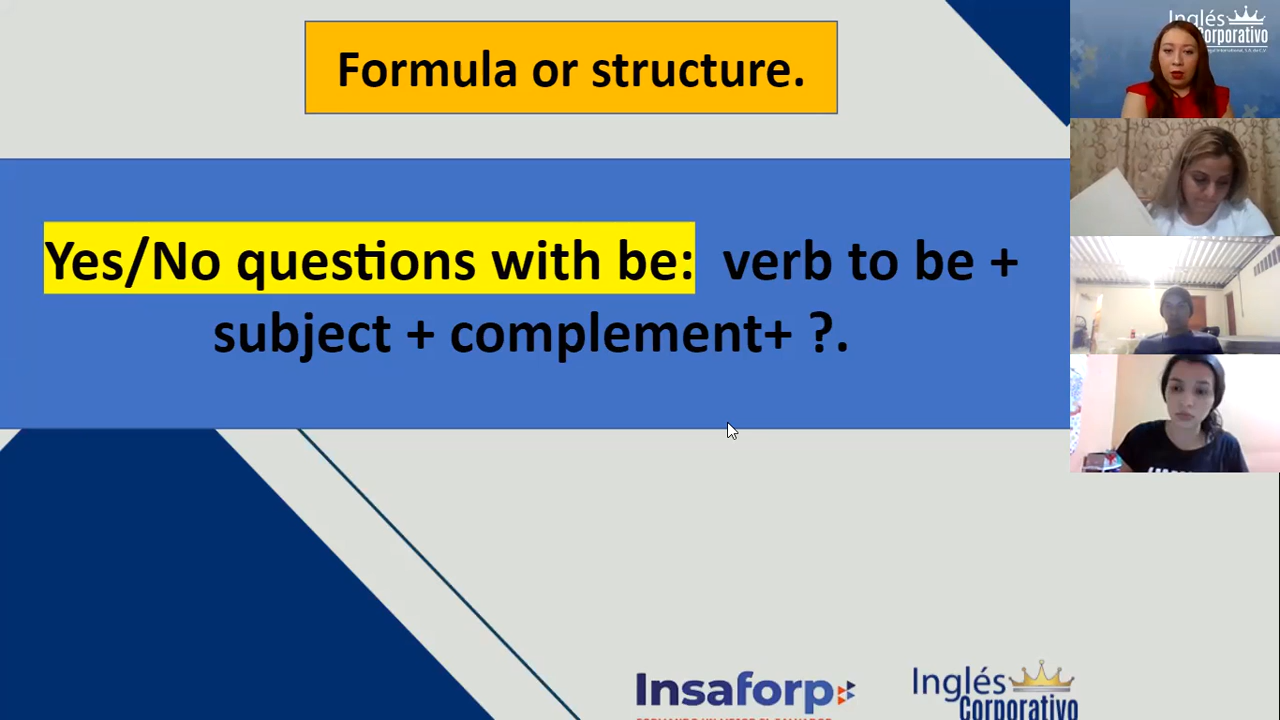 Formula or structure.
Yes/No questions with be: verb to be +
subject + complement+ ?.
Inglés
Corporativo
Insaforp
Inglés
Corporativo